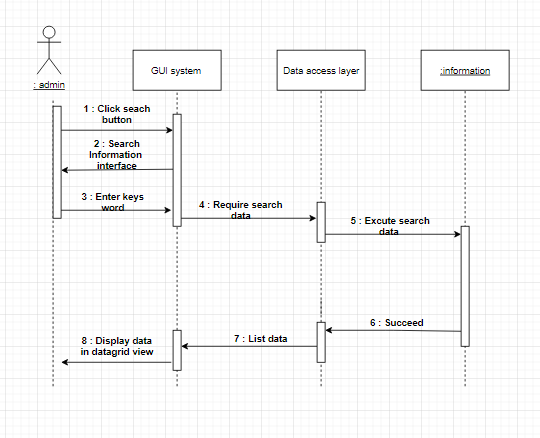 : admin
GUI system
Data access layer
:information
1 : Click seach
button
2 : Search
Information
interface
3 : Enter keys
word
4 : Require search
data
5 : Excute search
data
6 : Succeed
7 : List data
8 : Display data
in datagrid view